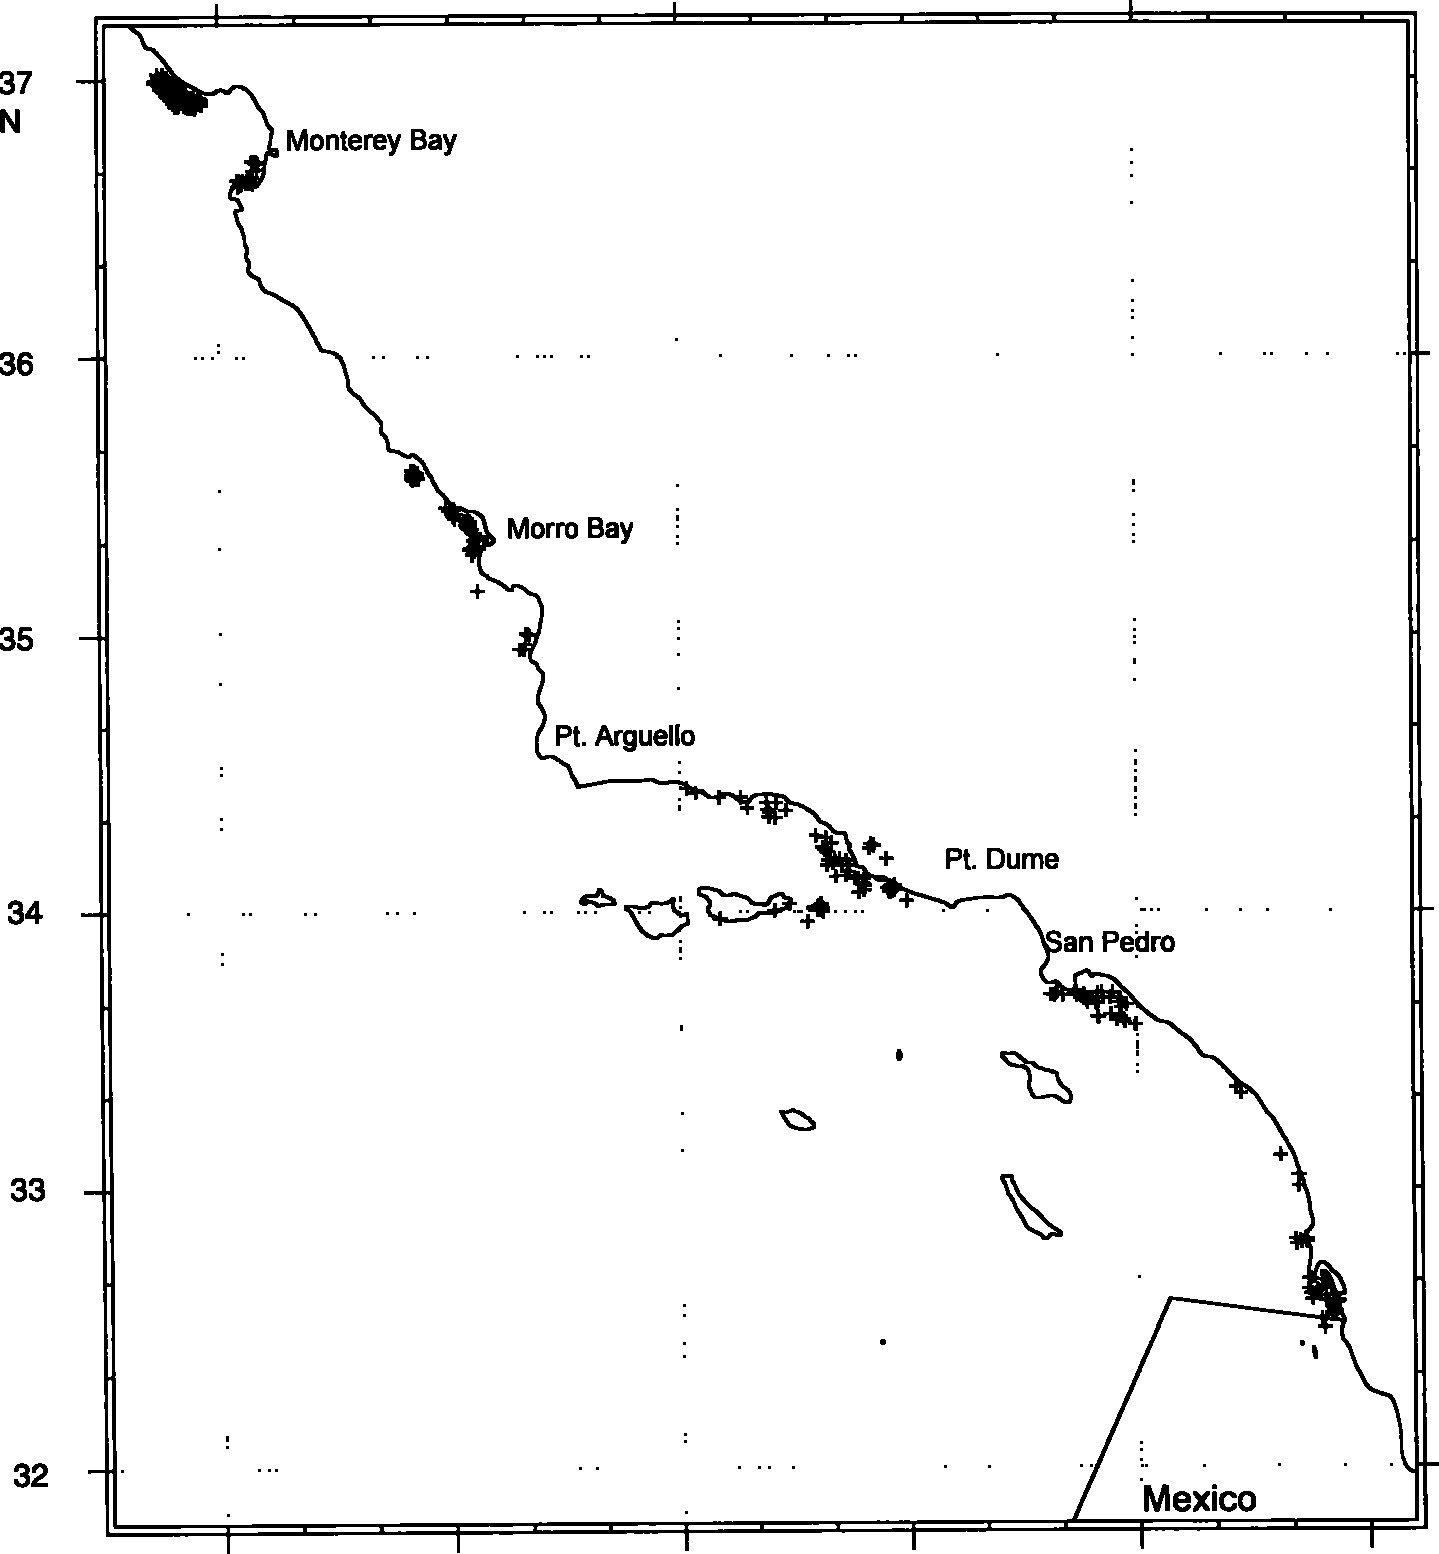 37
N
Monterey Bay
36
Morro Bay
35
Pt. Arguello
Pt. Dume
34
San Pedro
33
32
Mexico